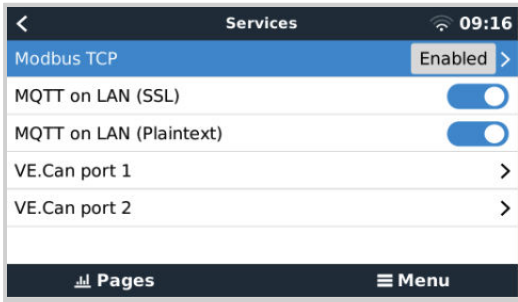 Services 09:16
Modbus TCP Enabled
MQTT on LAN (SSL)
MQTT on LAN (Plaintext)
VE.Can port 1
VE.Can port 2
Pages Menu